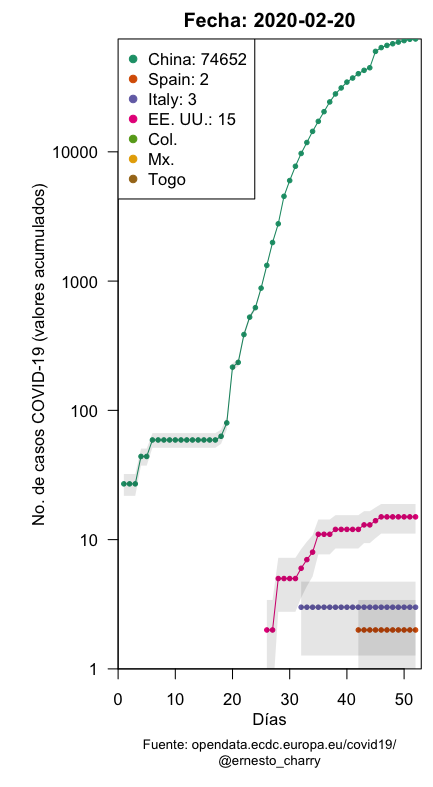 Fecha: 2020-02-20
China: 74652
Spain: 2
Italy: 3
EE. UU.: 15
Col.
Mx.
Togo
No. de casos COVID-19 (valores acumulados)
10000
1000
100
10
1
0 10 20 30 40 50
Días
Fuente: opendata.ecdc.europa.eu/covid19/
@ernesto_charry